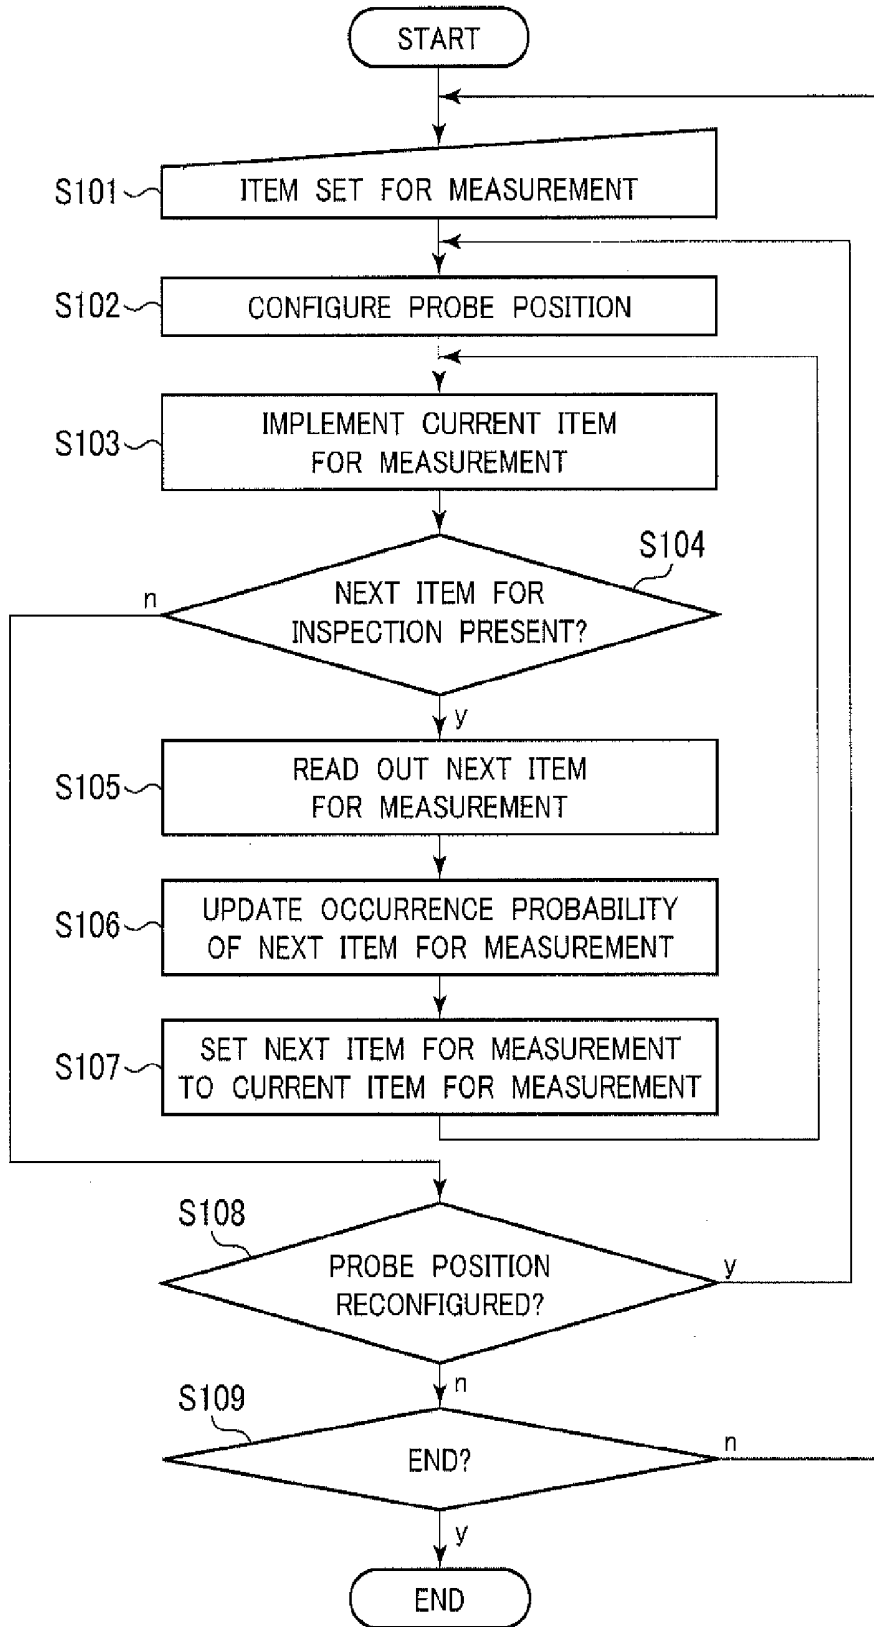 START
S101
ITEM SET FOR MEASUREMENT
S102
CONFIGURE PROBE POSITION
S103
IMPLEMENT CURRENT ITEM
FOR MEASUREMENT
S104
n
NEXT ITEM FOR
INSPECTION PRESENT?
y
S105
READ OUT NEXT ITEM
FOR MEASUREMENT
S106
UPDATE OCCURRENCE PROBABILITY
OF NEXT ITEM FOR MEASUREMENT
S107
SET NEXT ITEM FOR MEASUREMENT
TO CURRENT ITEM FOR MEASUREMENT
S108
PROBE POSITION
RECONFIGURED?
y
n
S109
END?
n
y
END